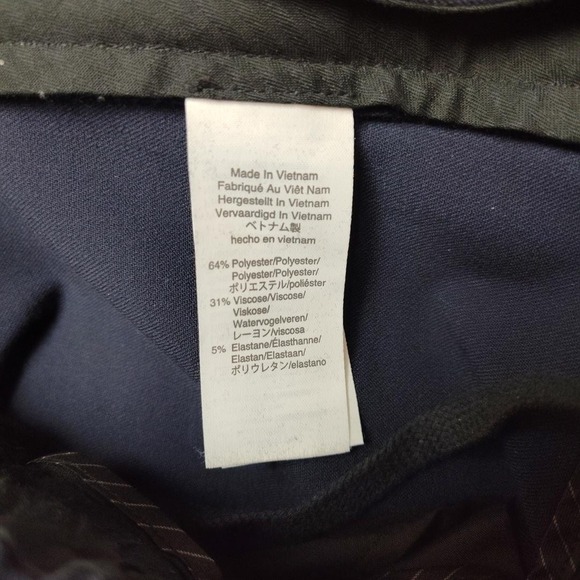 Made In Vietnam
Fabriqué Au Viêt Nam
Hergestellt In Vietnam
Vervaardigd In Vietnam
ベトナム製
hecho en vietnam
64% Polyester/Polyester/
Polyester/Polyester/
ポリエステル/poliéster
31% Viscose/Viscose/
Viskose/
Watervogelveren/
レーヨン/viscosa
5% Elastane/Élasthanne/
Elastan/Elastaan/
ポリウレタン/elastano